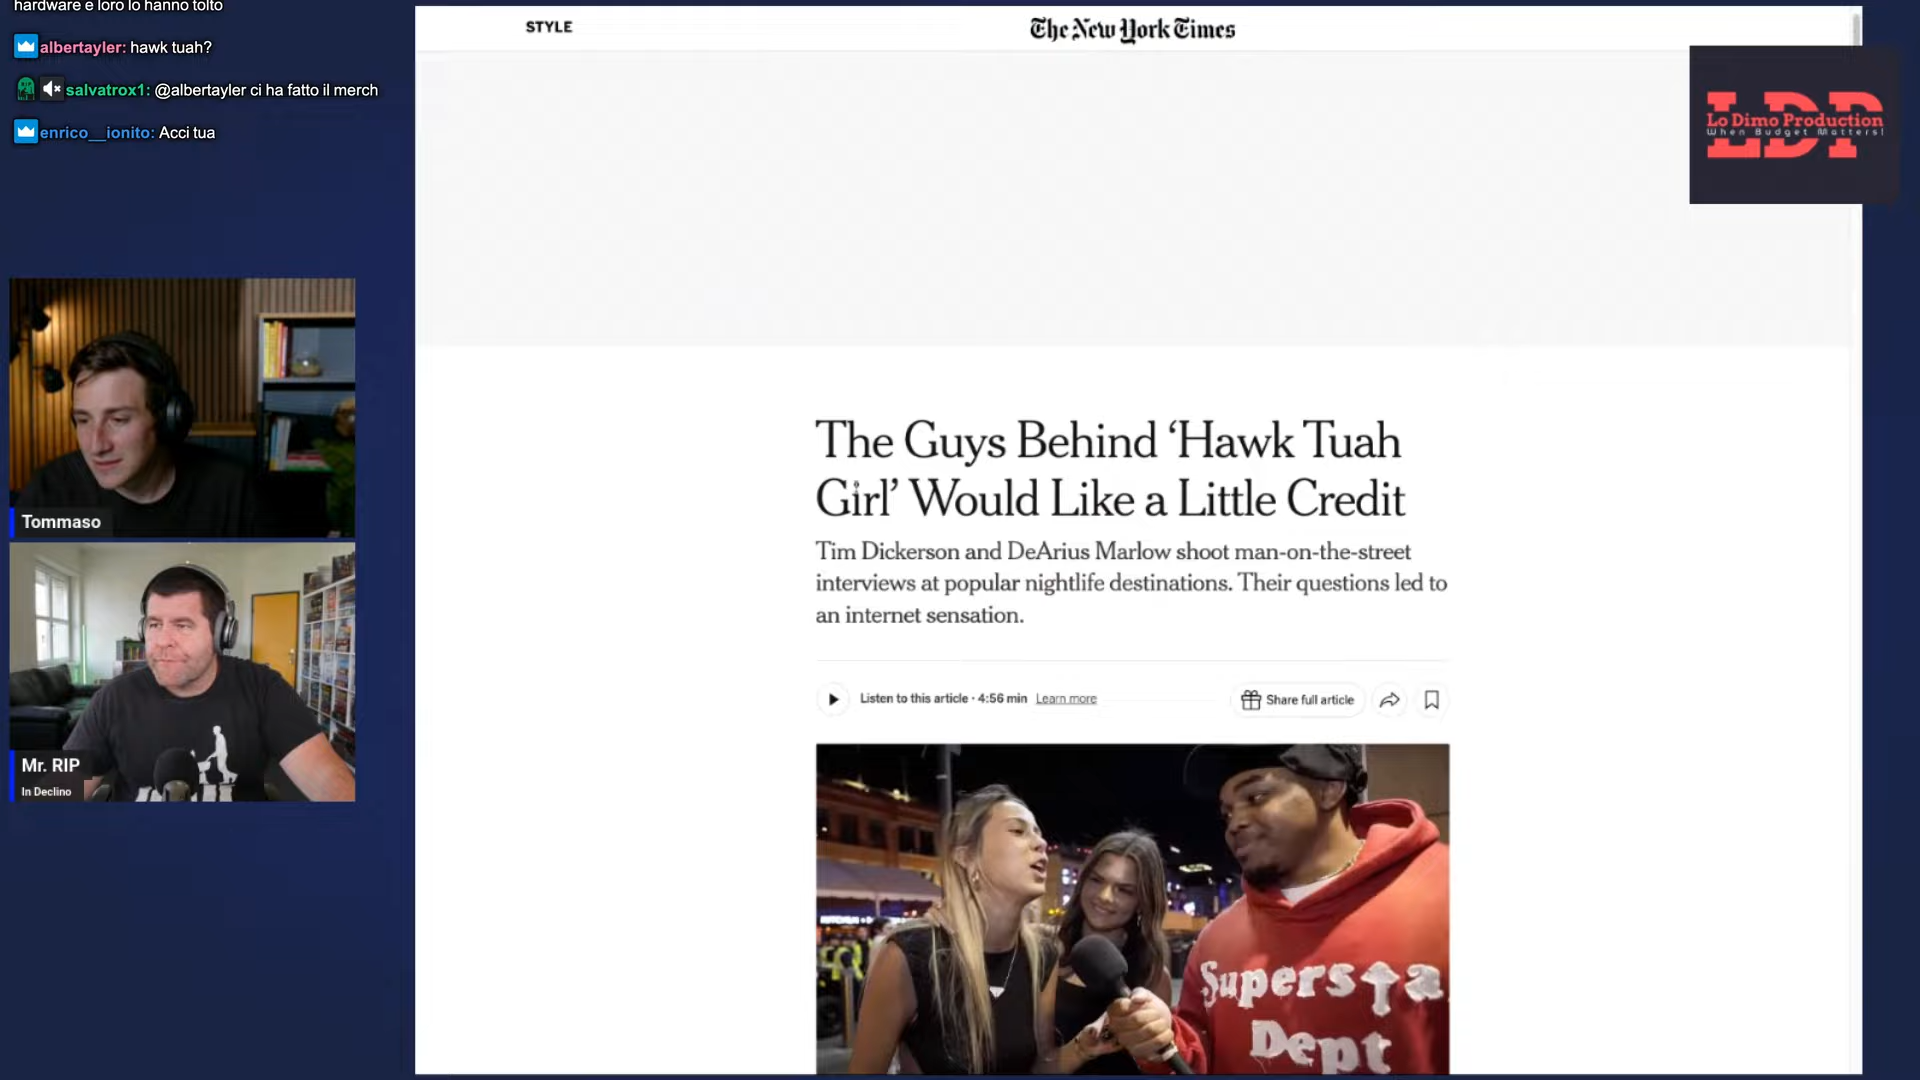 hardware e loro lo hanno tolto
albertayler: hawk tuah?
salvatrox1: @albertayler ci ha fatto il merch
enrico__ionito: Acci tua
Tommaso
Mr. RIP
In Declino
STYLE
The New York Times
LDP
Lo Dimo Production
When Budget Matters!
The Guys Behind ‘Hawk Tuah
Girl’ Would Like a Little Credit
Tim Dickerson and DeArius Marlow shoot man-on-the-street
interviews at popular nightlife destinations. Their questions led to
an internet sensation.
Listen to this article · 4:56 min Learn more
Share full article
Supersta
Dept